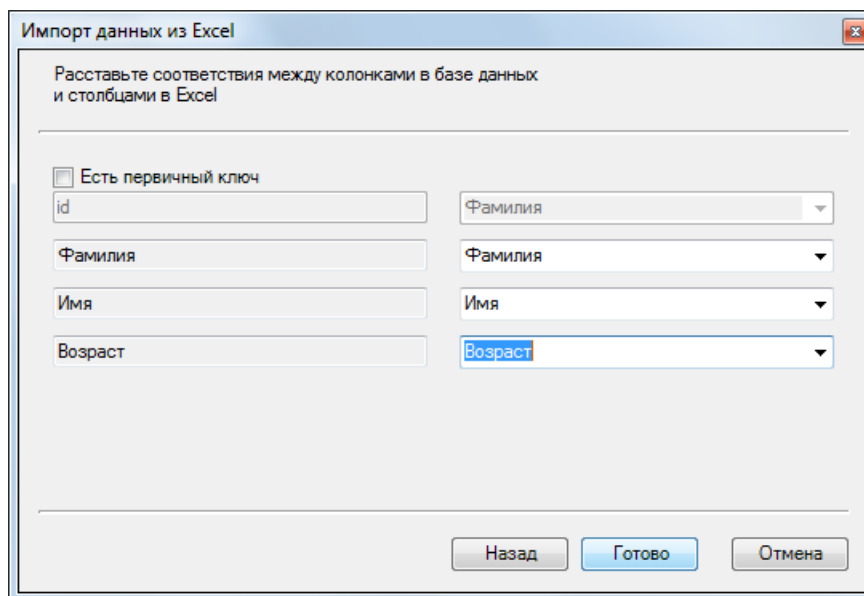 Импорт данных из Excel
Расставьте соответствия между колонками в базе данных
и столбцами в Excel
Есть первичный ключ
id Фамилия
Фамилия Фамилия
Имя Имя
Возраст Возраст
Назад Готово Отмена